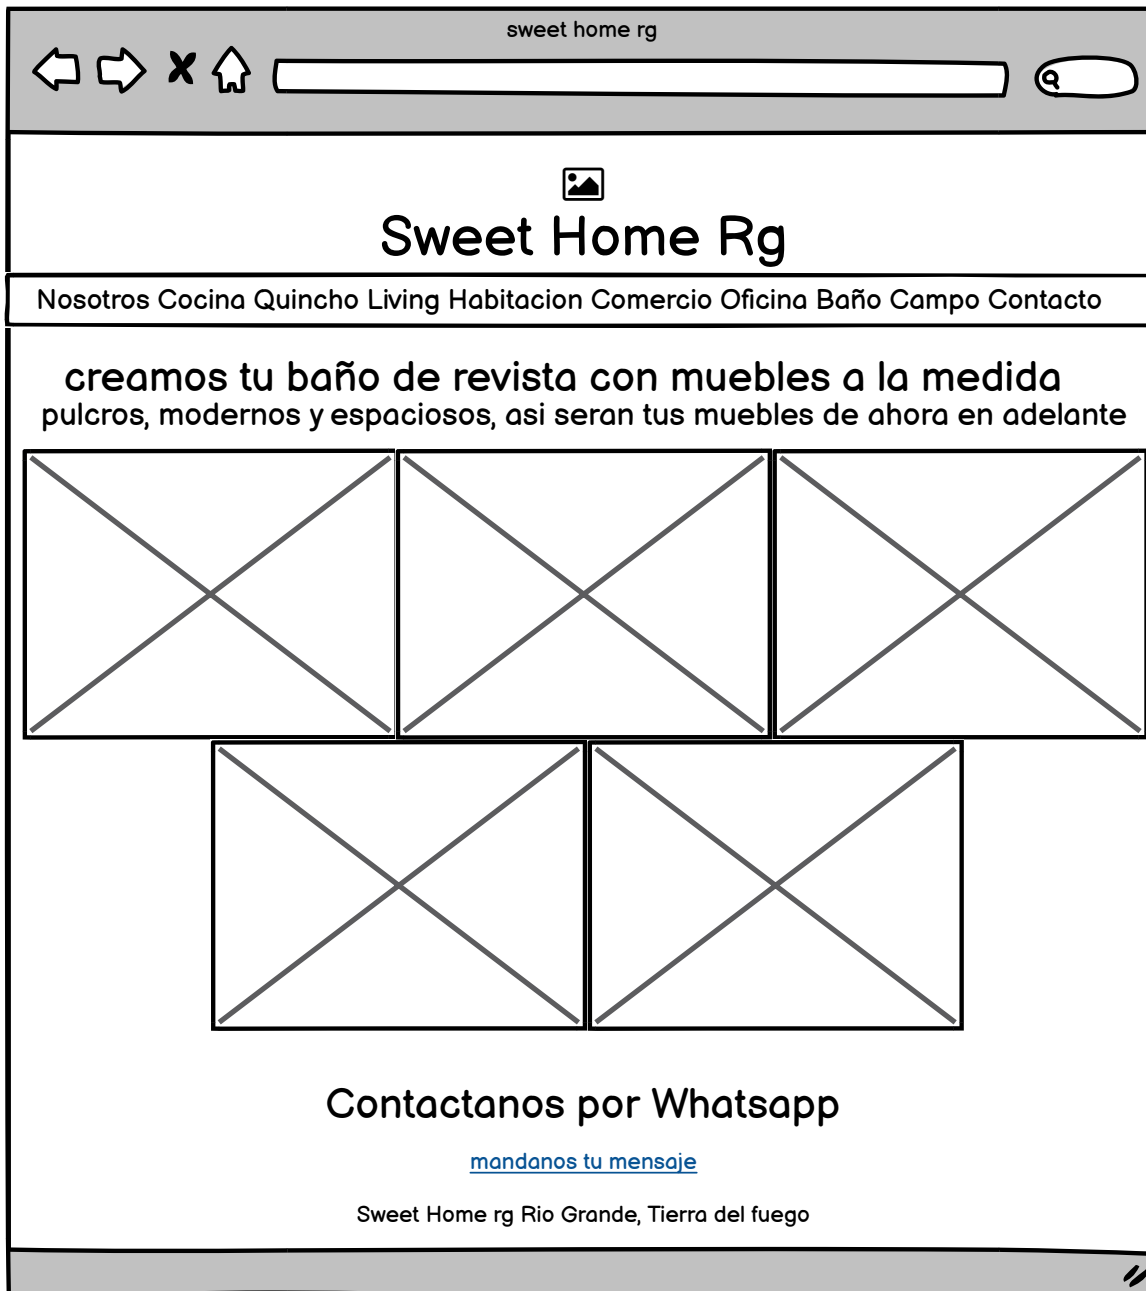 sweet home rg
Sweet Home Rg
Nosotros Cocina Quincho Living Habitacion Comercio Oficina Baño Campo Contacto
creamos tu baño de revista con muebles a la medida
pulcros, modernos y espaciosos, asi seran tus muebles de ahora en adelante
Contactanos por Whatsapp
mandanos tu mensaje
Sweet Home rg Rio Grande, Tierra del fuego